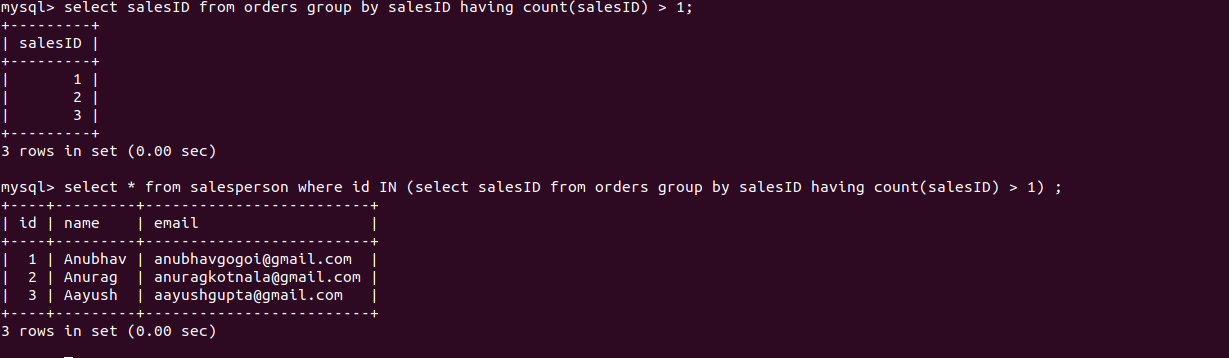 mysql> select salesID from orders group by salesID having count(salesID) > 1;
+---------+
| salesID |
+---------+
|       1 |
|       2 |
|       3 |
+---------+
3 rows in set (0.00 sec)

mysql> select * from salesperson where id IN (select salesID from orders group by salesID having count(salesID) > 1) ;
+----+---------+-------------------------+
| id | name    | email                   |
+----+---------+-------------------------+
|  1 | Anubhav | anubhavgogoi@gmail.com  |
|  2 | Anurag  | anuragkotnala@gmail.com |
|  3 | Aayush  | aayushgupta@gmail.com   |
+----+---------+-------------------------+
3 rows in set (0.00 sec)